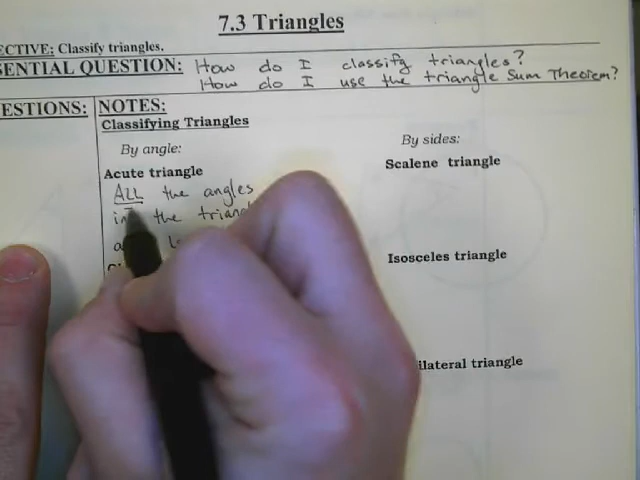 7.3 Triangles
ECTIVE: Classify triangles.
SENTIAL QUESTION: How do I classify triangles?
How do I use the triangle Sum Theorem?
ESTIONS:
NOTES:
Classifying Triangles
By angle:
By sides:
Acute triangle
Scalene triangle
ALL the angles
in the triangl
Isosceles triangle
ilateral triangle